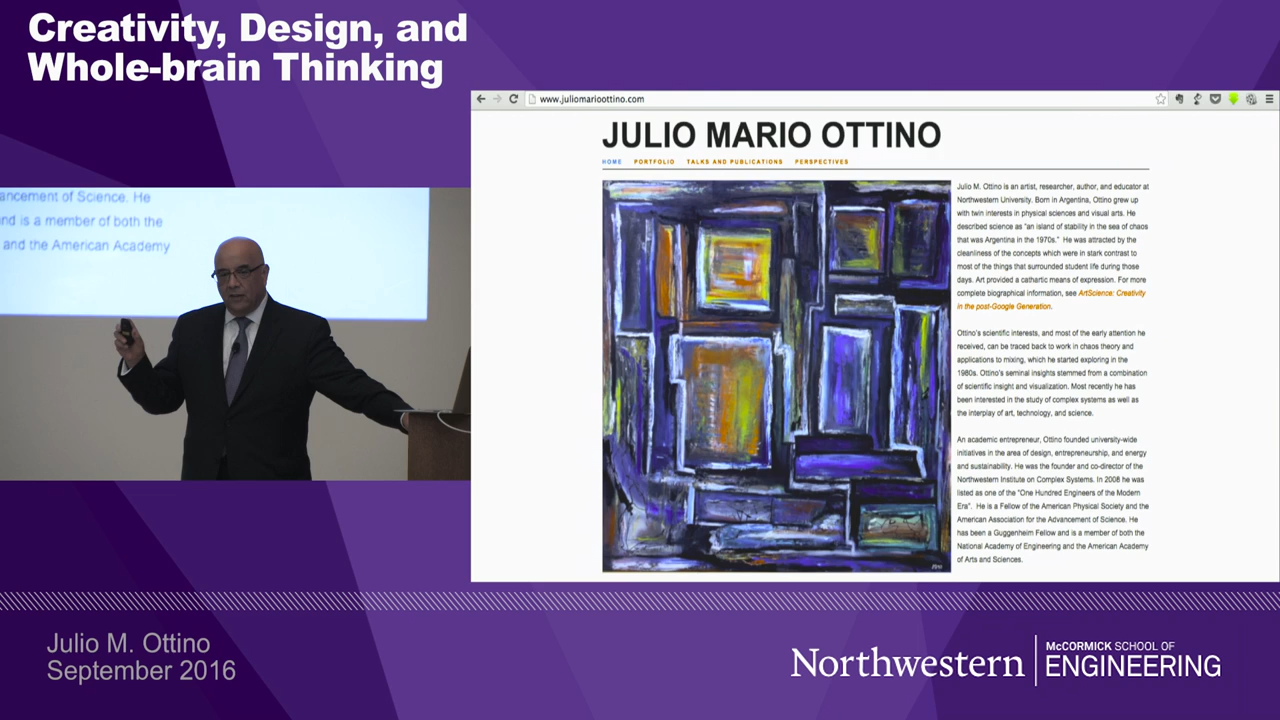 Creativity, Design, and
Whole-brain Thinking
www.juliomarioottino.com
JULIO MARIO OTTINO
HOME PORTFOLIO TALKS AND PUBLICATIONS PERSPECTIVES
Julio M. Ottino is an artist, researcher, author, and educator at
Northwestern University. Born in Argentina, Ottino grew up
with twin interests in physical sciences and visual arts. He
described science as "an island of stability in the sea of chaos
that was Argentina in the 1970s." He was attracted by the
cleanliness of the concepts which were in stark contrast to
most of the things that surrounded student life during those
days. Art provided a cathartic means of expression. For more
complete biographical information, see ArtScience: Creativity
in the post-Google Generation.
Ottino's scientific interests, and most of the early attention he
received, can be traced back to work in chaos theory and
applications to mixing, which he started exploring in the
1980s. Ottino's seminal insights stemmed from a combination
of scientific insight and visualization. Most recently he has
been interested in the study of complex systems as well as
the interplay of art, technology, and science.
An academic entrepreneur, Ottino founded university-wide
initiatives in the area of design, entrepreneurship, and energy
and sustainability. He was the founder and co-director of the
Northwestern Institute on Complex Systems. In 2008 he was
listed as one of the "One Hundred Engineers of the Modern
Era". He is a Fellow of the American Physical Society and the
American Association for the Advancement of Science. He
has been a Guggenheim Fellow and is a member of both the
National Academy of Engineering and the American Academy
of Arts and Sciences.
ancement of Science. He
nd is a member of both the
and the American Academy
Julio M. Ottino
September 2016
Northwestern
McCORMICK SCHOOL OF
ENGINEERING